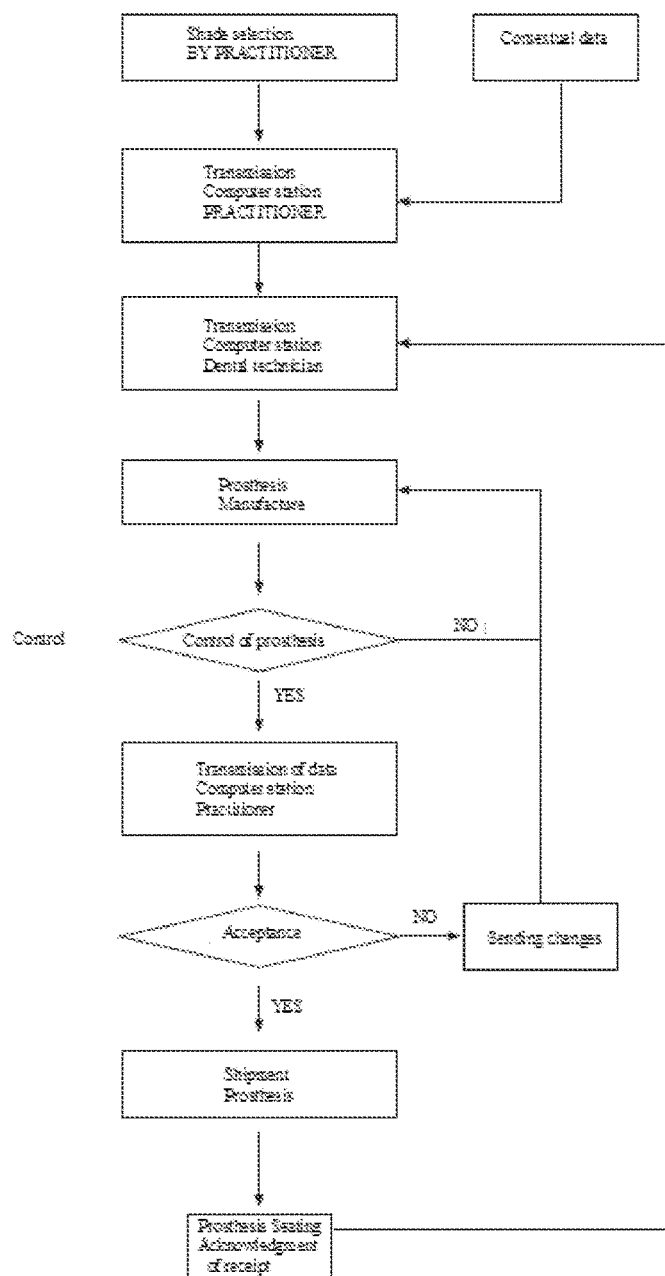 Shade selection
BY PRACTITIONER
Contextual data
Transmission
Computer station
PRACTITIONER
Transmission
Computer station
Dental technician
Prosthesis
Manufacture
Control
Control of prosthesis
NO
YES
Transmission of data
Computer station
Practitioner
Acceptance
NO
Sending changes
YES
Shipment
Prosthesis
Prosthesis Seating
Acknowledgment
of receipt